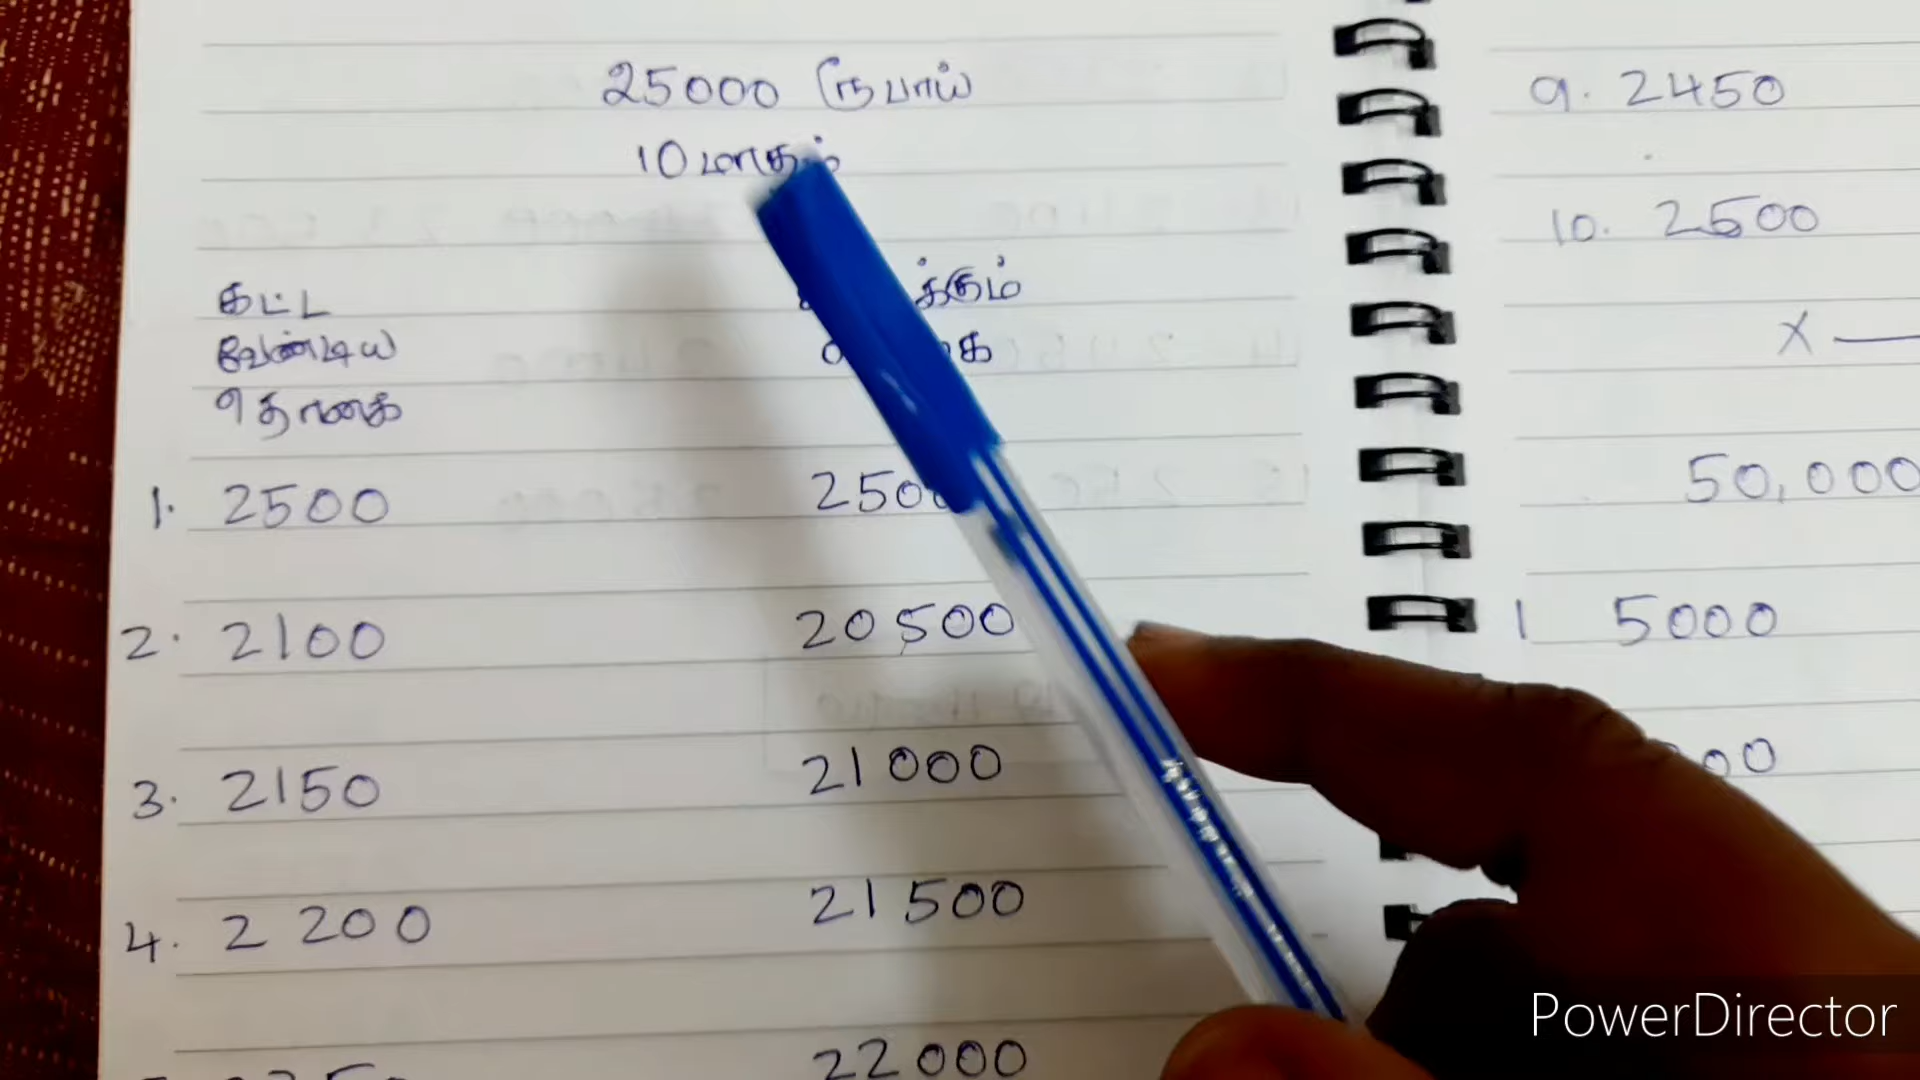 25000 ரூபாய்
10 மாதம்
கட்ட
வேண்டிய
தொகை
1. 2500
2. 2100 20500
3. 2150 21000
4. 2200 21500
22000
9. 2450
10. 2500
X
50,000
1 5000
PowerDirector